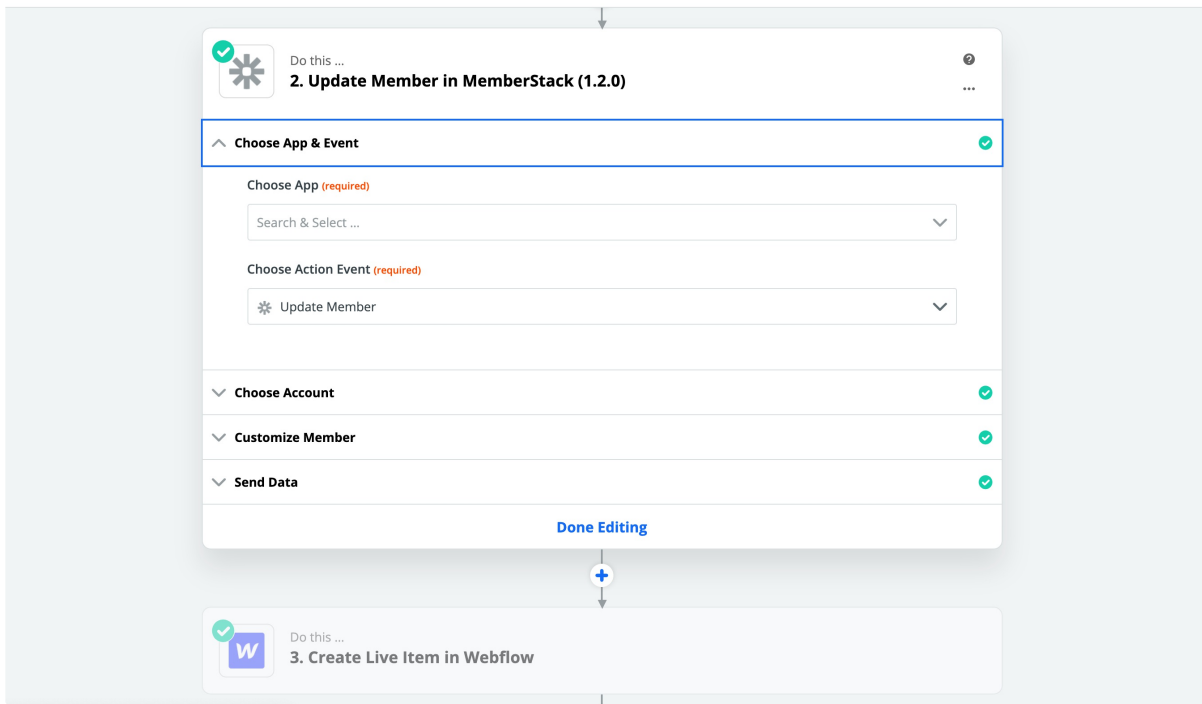 Do this ...
2. Update Member in MemberStack (1.2.0)
Choose App & Event
Choose App (required)
Search & Select ...
Choose Action Event (required)
Update Member
Choose Account
Customize Member
Send Data
Done Editing
Do this ...
3. Create Live Item in Webflow